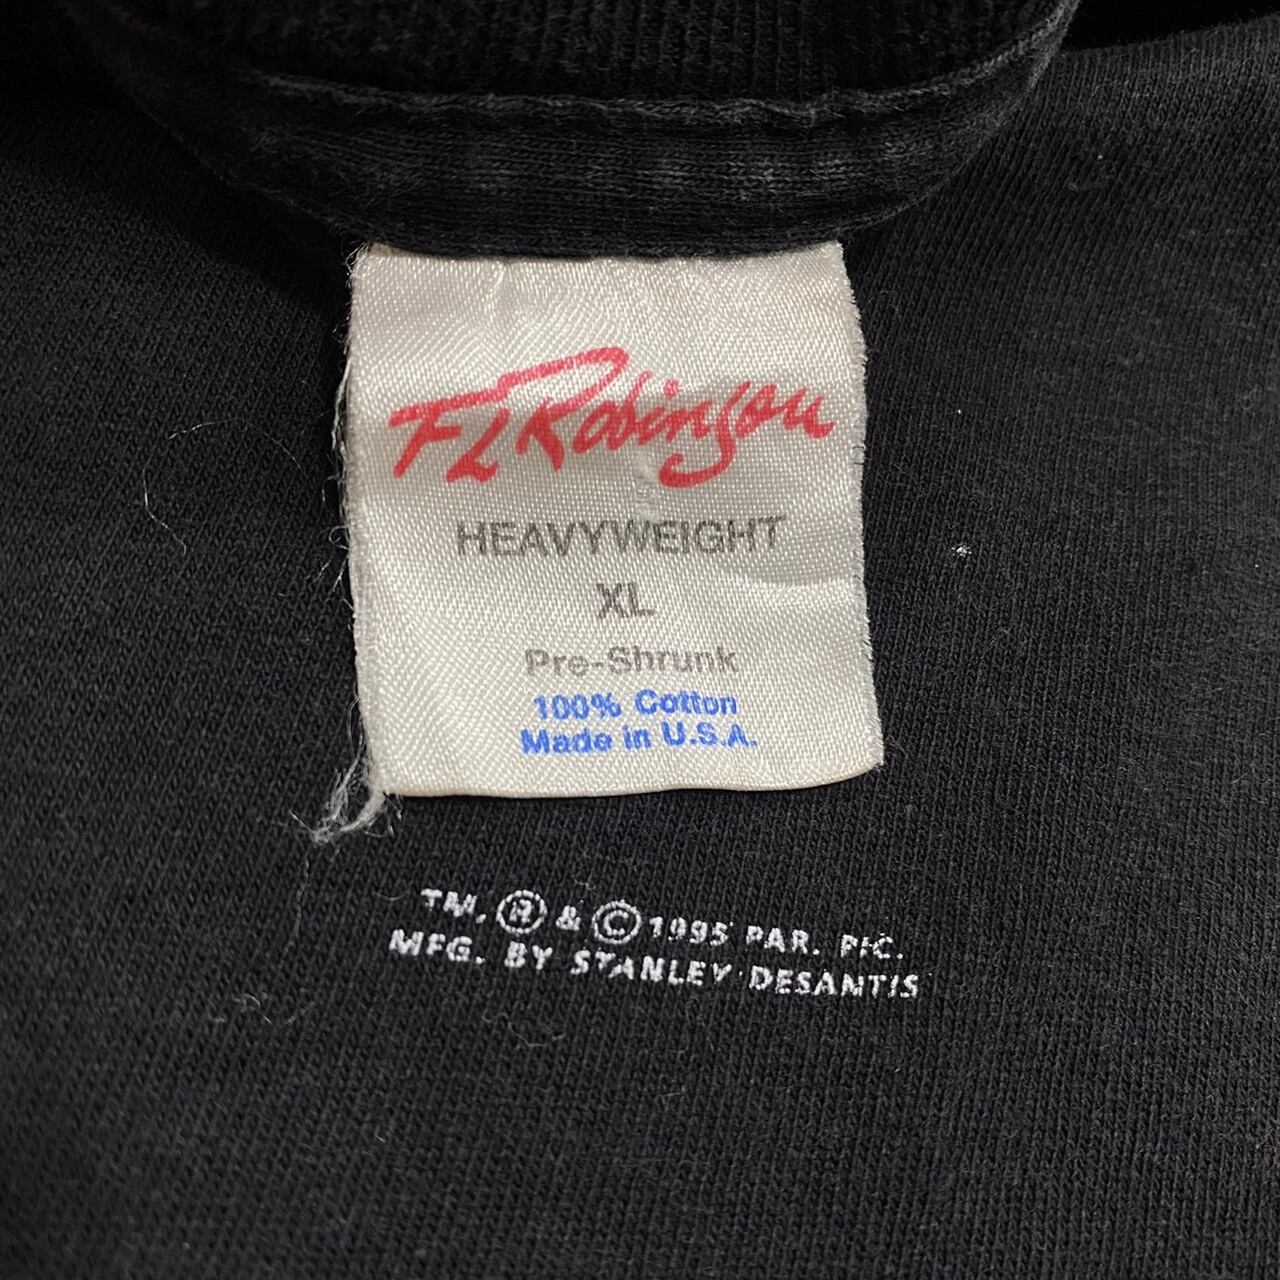 FL Robinson
HEAVYWEIGHT
XL
Pre-Shrunk
100% Cotton
Made in U.S.A.
TM, ® & © 1995 PAR. PIC.
MFG. BY STANLEY DESANTIS